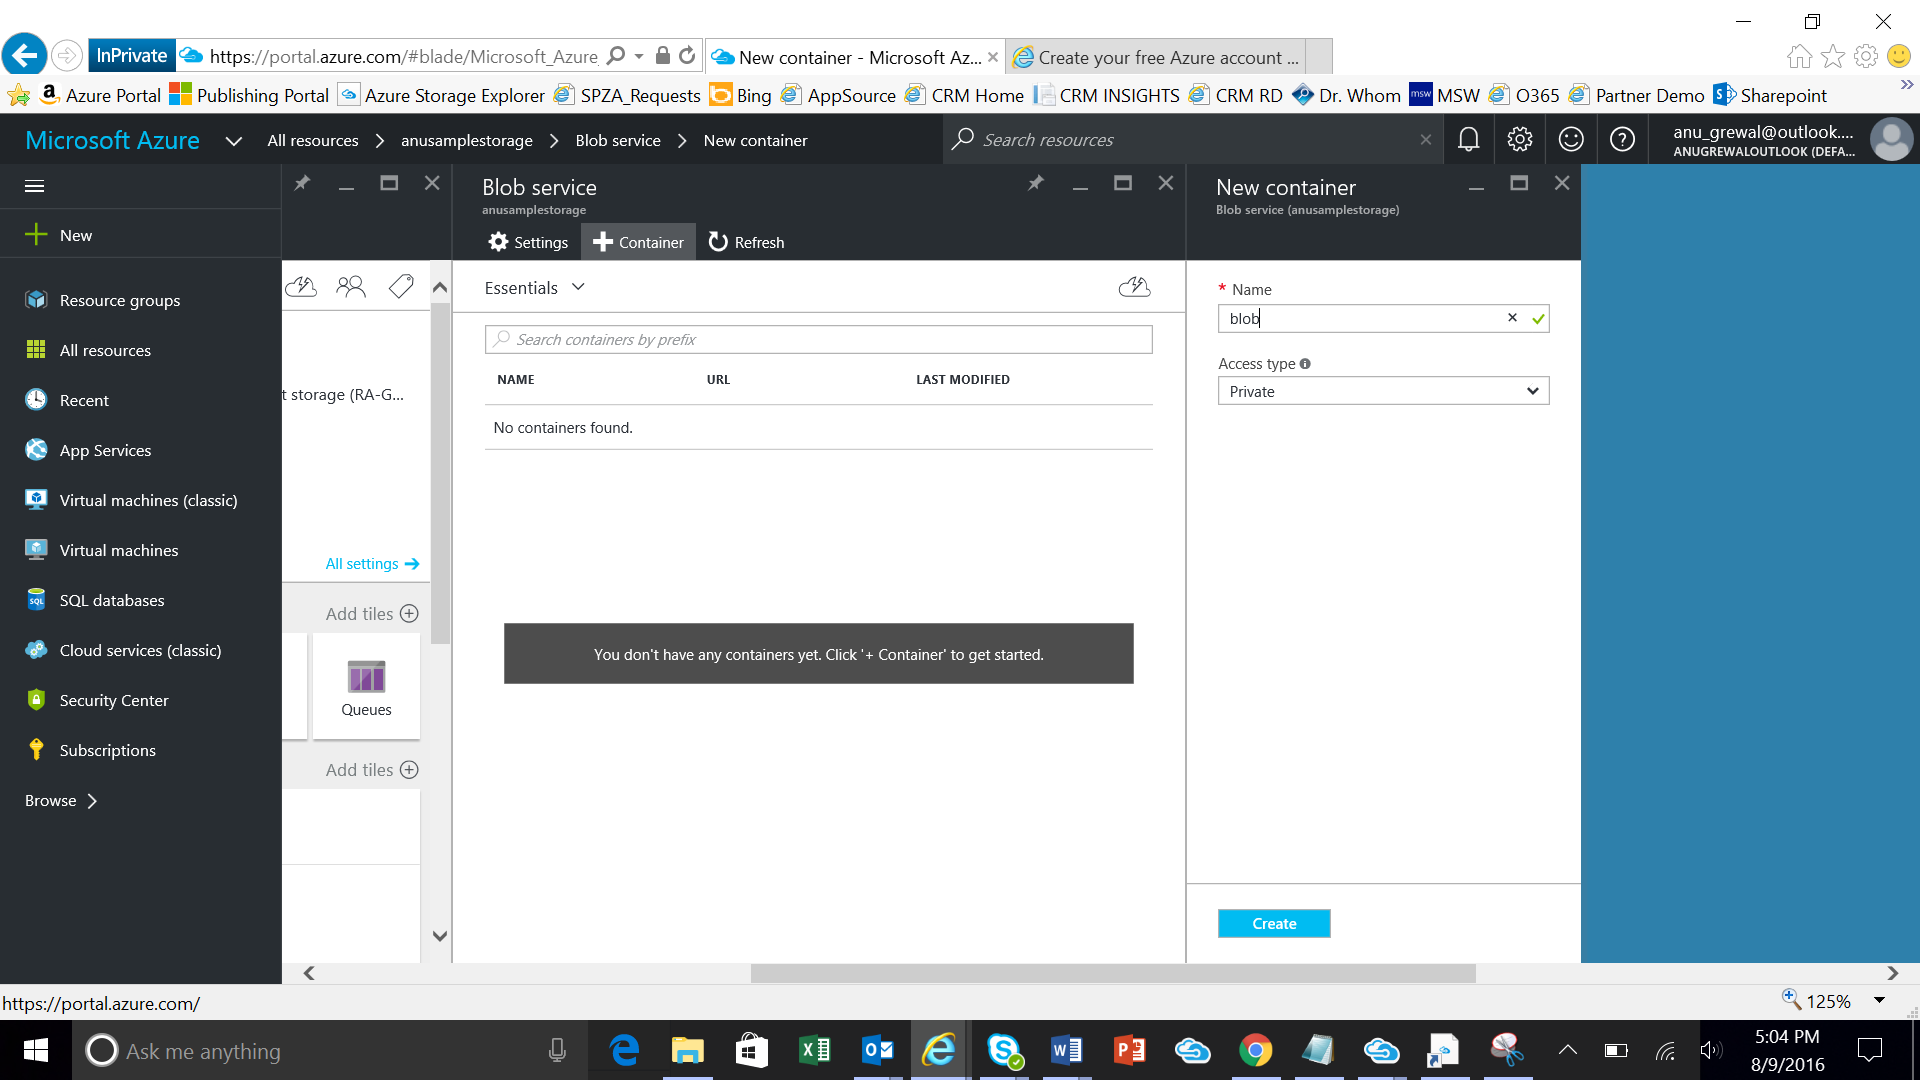 InPrivate
https://portal.azure.com/#blade/Microsoft_Azure_
New container - Microsoft Az...
Create your free Azure account ...
Azure Portal
Publishing Portal
Azure Storage Explorer
SPZA_Requests
Bing
AppSource
CRM Home
CRM INSIGHTS
CRM RD
Dr. Whom
msw
MSW
O365
Partner Demo
Sharepoint
Microsoft Azure
All resources
anusamplestorage
Blob service
New container
Search resources
anu_grewal@outlook....
ANUGREWALOUTLOOK (DEFA...
New
Resource groups
All resources
Recent
App Services
Virtual machines (classic)
Virtual machines
SQL
SQL databases
Cloud services (classic)
Security Center
Subscriptions
Browse
t storage (RA-G...
All settings
Add tiles
Queues
Add tiles
Blob service
anusamplestorage
Settings
Container
Refresh
Essentials
Search containers by prefix
NAME URL LAST MODIFIED
No containers found.
You don't have any containers yet. Click '+ Container' to get started.
New container
Blob service (anusamplestorage)
* Name
blob
Access type
Private
Create
https://portal.azure.com/
125%
Ask me anything
5:04 PM
8/9/2016